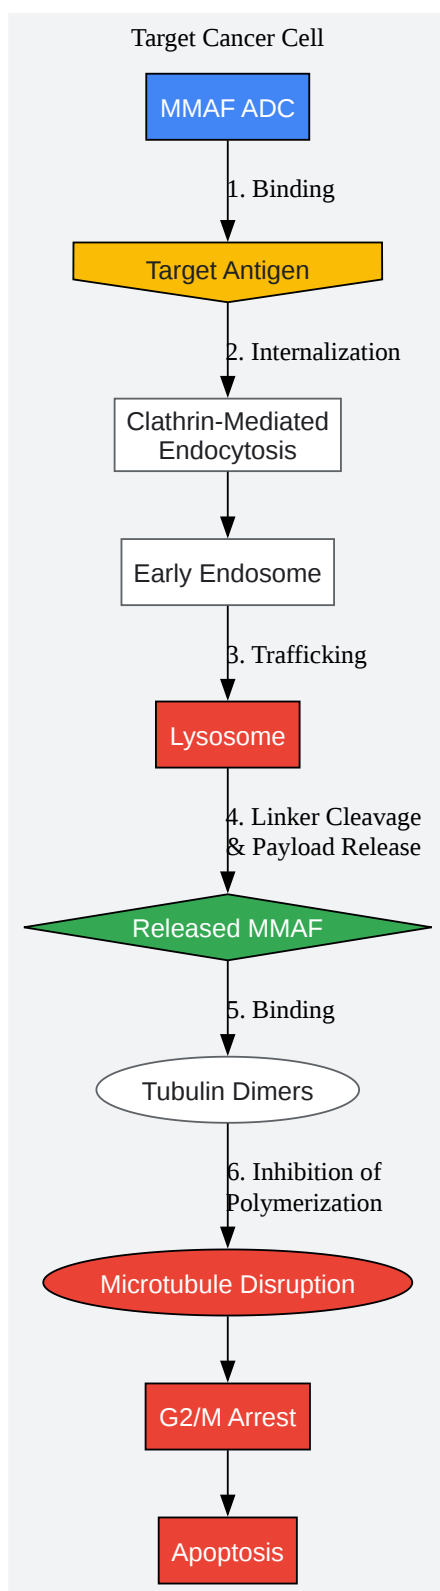 Target Cancer Cell
MMAF ADC
1. Binding
Target Antigen
2. Internalization
Clathrin-Mediated
Endocytosis
Early Endosome
3. Trafficking
Lysosome
4. Linker Cleavage
& Payload Release
Released MMAF
5. Binding
Tubulin Dimers
6. Inhibition of
Polymerization
Microtubule Disruption
G2/M Arrest
Apoptosis